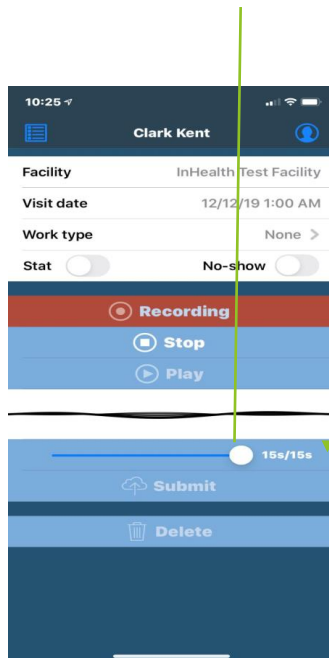 10:25
Clark Kent
Facility InHealth Test Facility
Visit date 12/12/19 1:00 AM
Work type None >
Stat No-show
Recording
Stop
Play
15s/15s
Submit
Delete